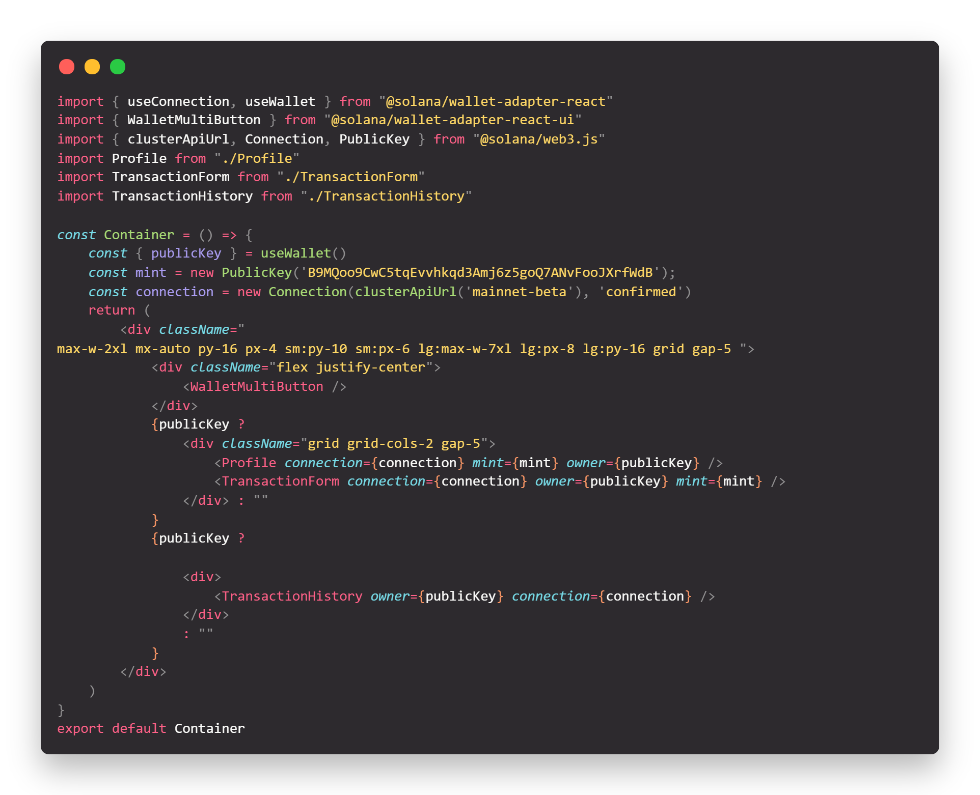 import { useConnection, useWallet } from "@solana/wallet-adapter-react"
import { WalletMultiButton } from "@solana/wallet-adapter-react-ui"
import { clusterApiUrl, Connection, PublicKey } from "@solana/web3.js"
import Profile from "./Profile"
import TransactionForm from "./TransactionForm"
import TransactionHistory from "./TransactionHistory"

const Container = () => {
    const { publicKey } = useWallet()
    const mint = new PublicKey('B9MQoo9CwC5tqEvvhkqd3Amj6z5goQ7ANvFooJXrfWdB');
    const connection = new Connection(clusterApiUrl('mainnet-beta'), 'confirmed')
    return (
        <div className="
max-w-2xl mx-auto py-16 px-4 sm:py-10 sm:px-6 lg:max-w-7xl lg:px-8 lg:py-16 grid gap-5 ">
            <div className="flex justify-center">
                <WalletMultiButton />
            </div>
            {publicKey ?
                <div className="grid grid-cols-2 gap-5">
                    <Profile connection={connection} mint={mint} owner={publicKey} />
                    <TransactionForm connection={connection} owner={publicKey} mint={mint} />
                </div> : ""
            }
            {publicKey ?

                <div>
                    <TransactionHistory owner={publicKey} connection={connection} />
                </div>
                : ""
            }
        </div>
    )
}
export default Container